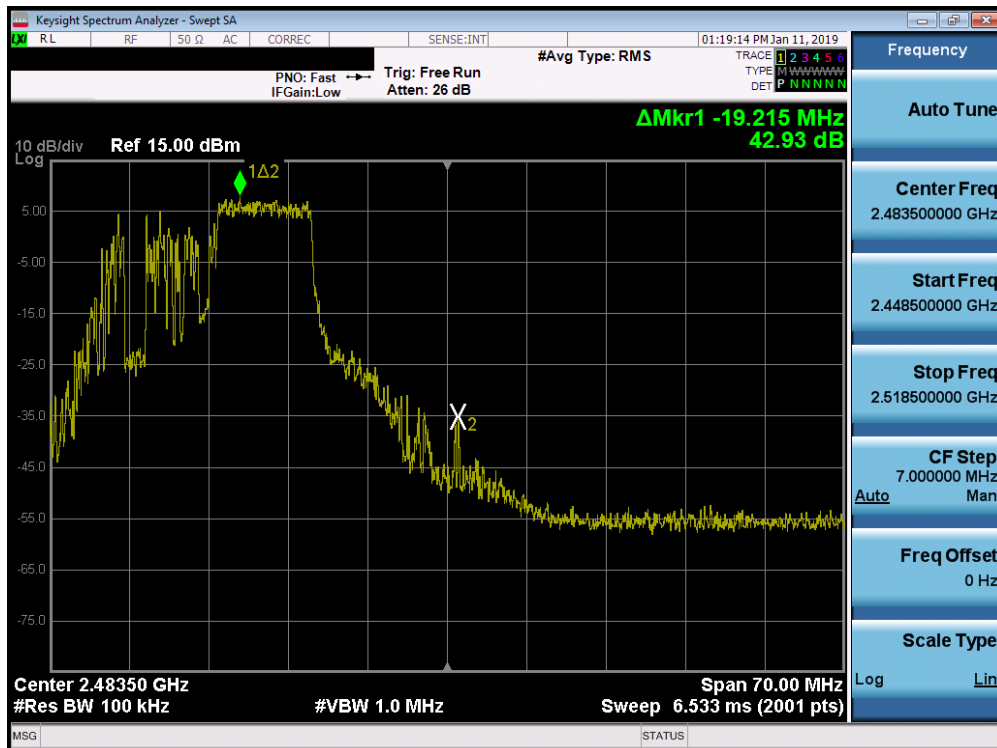 Keysight Spectrum Analyzer - Swept SA
LXI RL RF 50 Ω AC CORREC SENSE:INT 01:19:14 PM Jan 11, 2019
#Avg Type: RMS
TRACE 1 2 3 4 5 6
TYPE M WWWWW
DET P N N N N N
PNO: Fast
IFGain:Low
Trig: Free Run
Atten: 26 dB
ΔMkr1 -19.215 MHz
42.93 dB
10 dB/div
Log
Ref 15.00 dBm
1Δ2
5.00
-5.00
-15.0
-25.0
-35.0
2
-45.0
-55.0
-65.0
-75.0
Center 2.48350 GHz
#Res BW 100 kHz
#VBW 1.0 MHz
Span 70.00 MHz
Sweep 6.533 ms (2001 pts)
MSG
STATUS
Frequency
Auto Tune
Center Freq
2.483500000 GHz
Start Freq
2.448500000 GHz
Stop Freq
2.518500000 GHz
CF Step
7.000000 MHz
Auto Man
Freq Offset
0 Hz
Scale Type
Log Lin